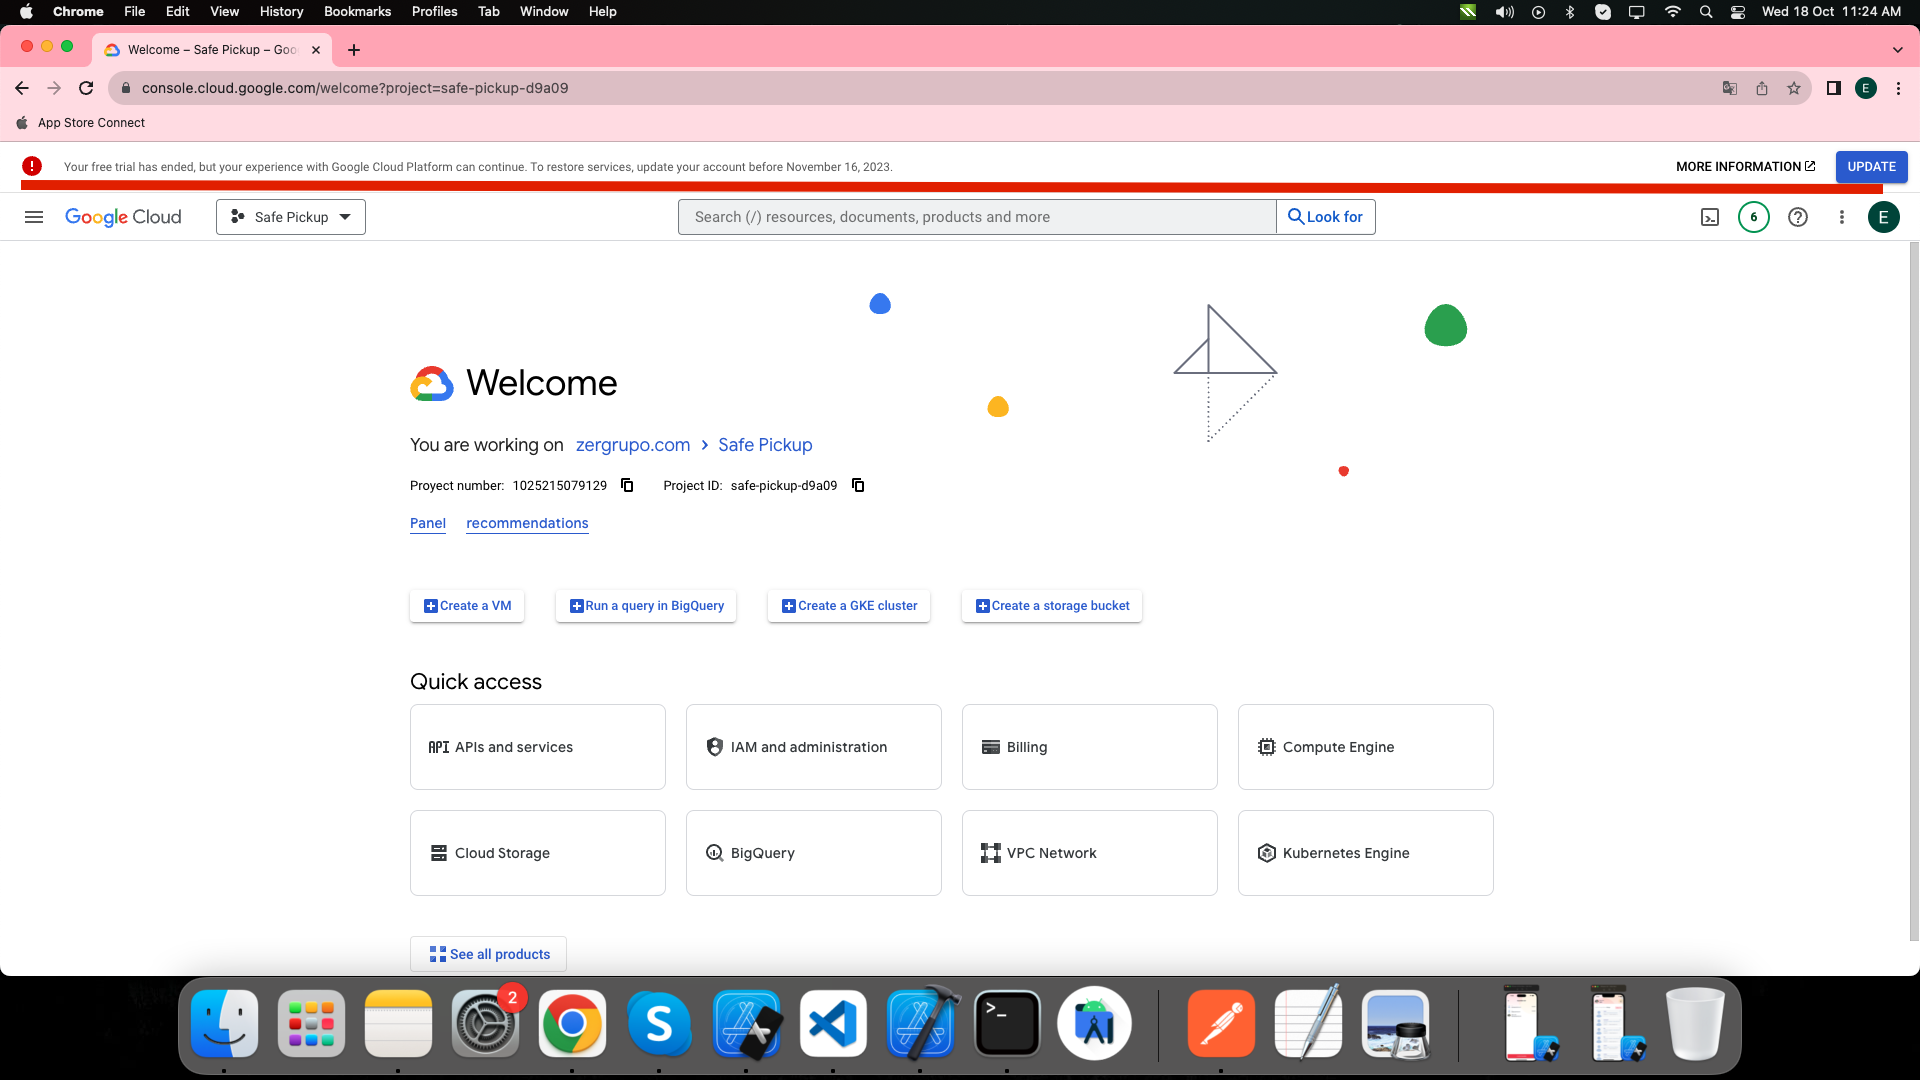 Chrome File Edit View History Bookmarks Profiles Tab Window Help
Wed 18 Oct 11:24 AM
Welcome – Safe Pickup – Goo
console.cloud.google.com/welcome?project=safe-pickup-d9a09
E
App Store Connect
Your free trial has ended, but your experience with Google Cloud Platform can continue. To restore services, update your account before November 16, 2023.
MORE INFORMATION
UPDATE
Google Cloud
Safe Pickup
Search (/) resources, documents, products and more
Look for
6
E
Welcome
You are working on zergrupo.com > Safe Pickup
Proyect number: 1025215079129
Project ID: safe-pickup-d9a09
Panel
recommendations
Create a VM
Run a query in BigQuery
Create a GKE cluster
Create a storage bucket
Quick access
API APIs and services
IAM and administration
Billing
Compute Engine
Cloud Storage
BigQuery
VPC Network
Kubernetes Engine
See all products
2
S
>_